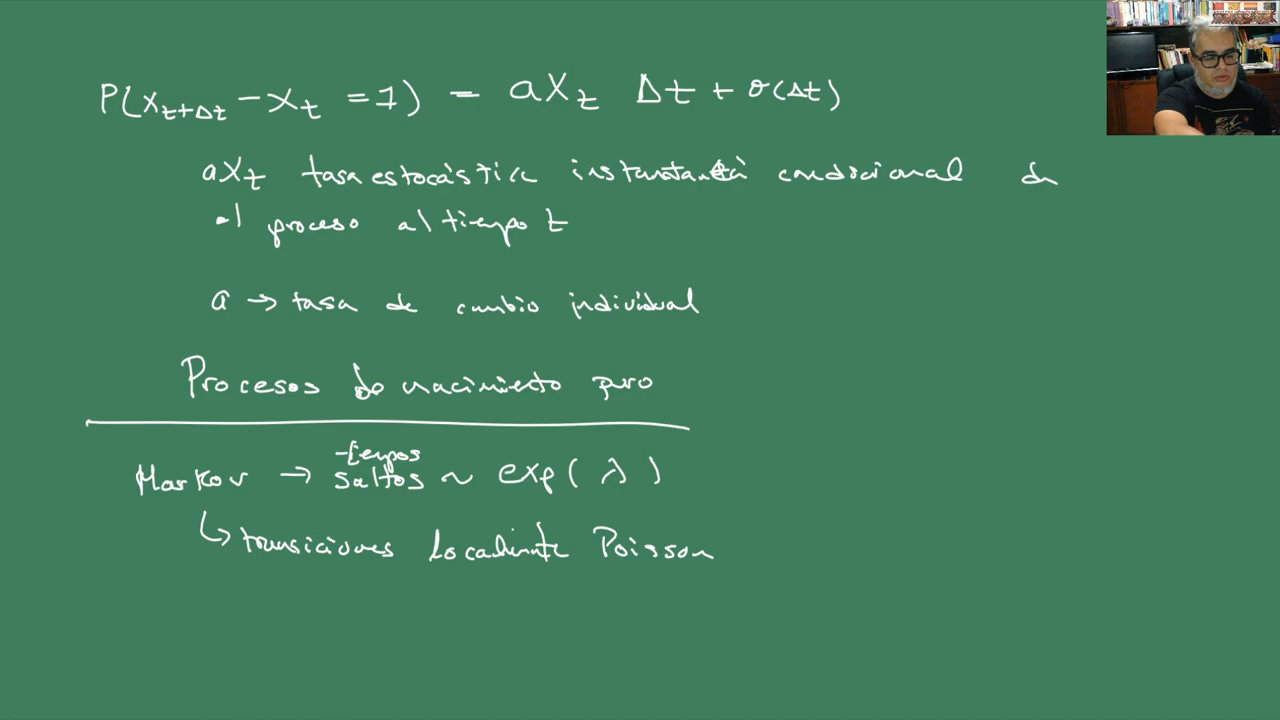 P(X_{t+Δt} - X_t = 1) = aX_t Δt + o(Δt)
aX_t tasa estocástica instantánea condicional de
el proceso al tiempo t
a → tasa de cambio individual
Procesos de nacimiento puro
tiempos
Markov → saltos ~ exp(λ)
↳ transiciones localmente Poisson